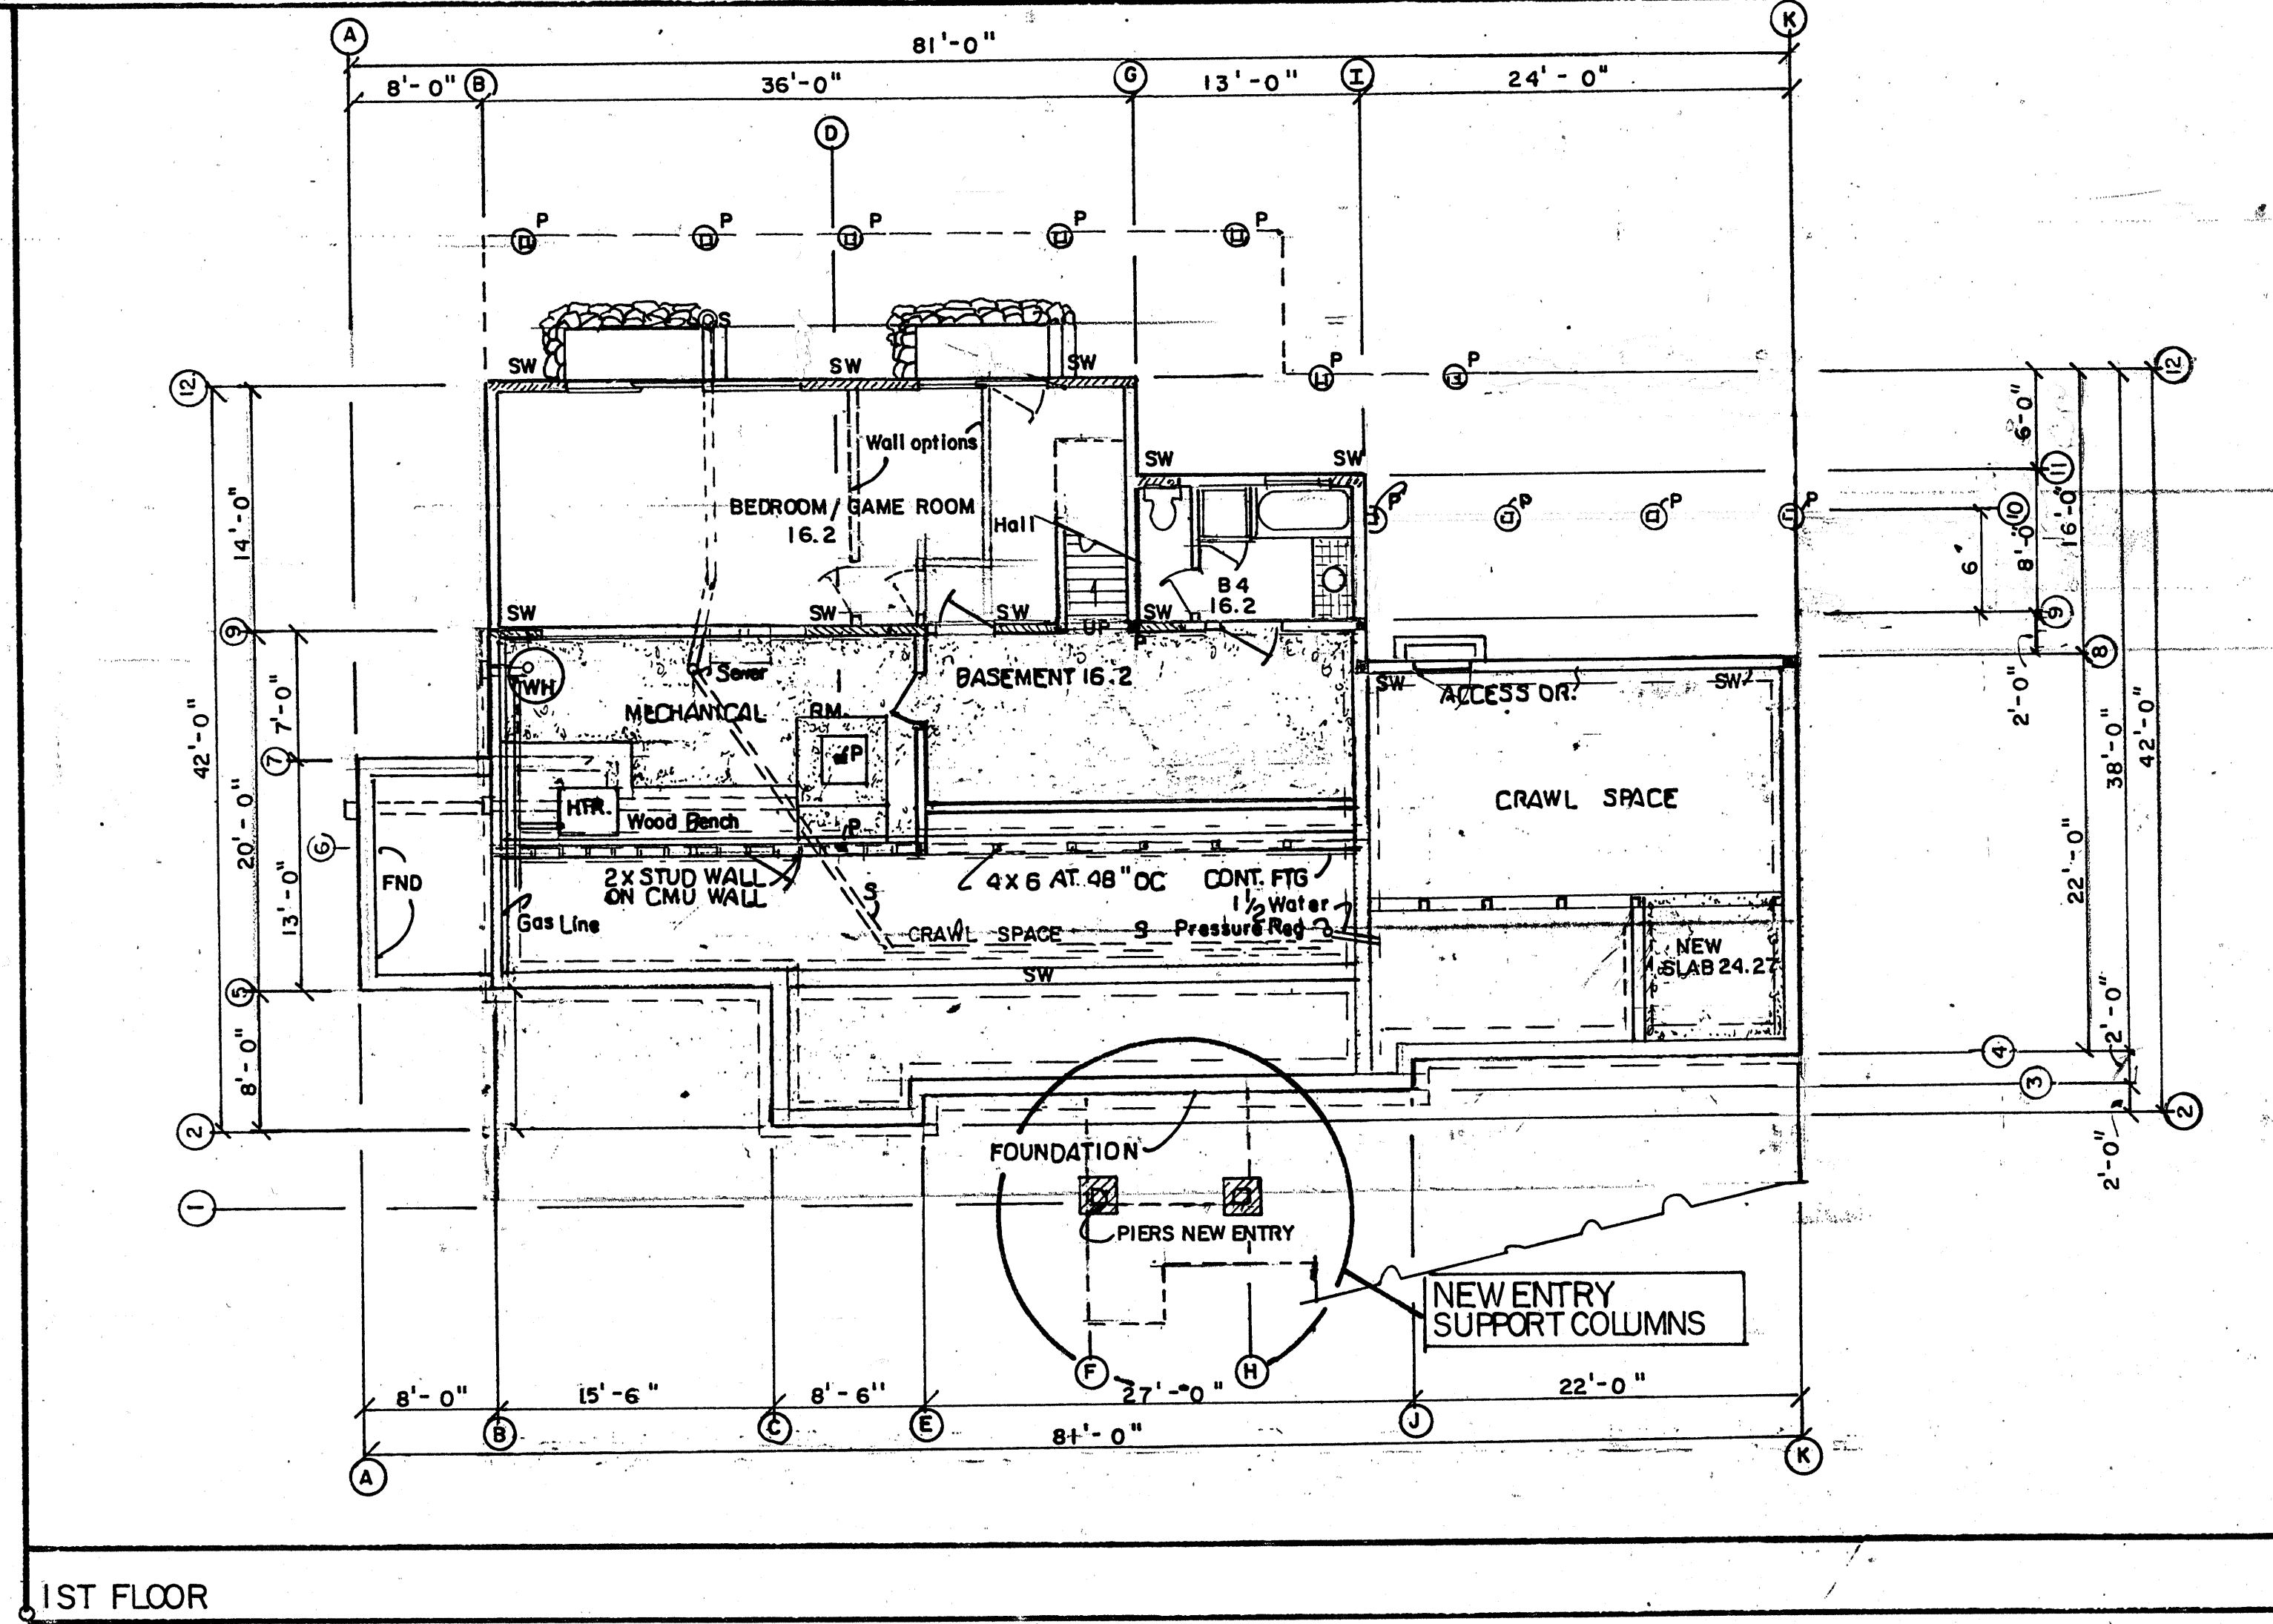 A
K
81'-0"
8'-0"
B
36'-0"
G
13'-0"
I
24'-0"
D
P
P
P
P
P
S
SW
SW
SW
P
P
12
12
6'-0"
Wall options
SW
SW
11
BEDROOM/GAME ROOM
16.2
Hall
P
P
P
P
10
14'-0"
16'-0"
8'-0"
6'
B4
16.2
SW
SW
SW
SW
UP
9
9
8
WH
Sewer
BASEMENT 16.2
SW
ACCESS DR.
SW
MECHANICAL RM.
2'-0"
7'-0"
42'-0"
7
P
38'-0"
42'-0"
HTR.
Wood Bench
P
CRAWL SPACE
20'-0"
6
FND
2 X STUD WALL
ON CMU WALL
4 X 6 AT 48" OC
CONT. FTG
22'-0"
13'-0"
Gas Line
S
1 1/2 Water
Pressure Reg
CRAWL SPACE
S
NEW
SLAB 24.27
SW
5
8'-0"
2'-0"
4
3
2
2
2'-0"
FOUNDATION
1
PIERS NEW ENTRY
NEW ENTRY
SUPPORT COLUMNS
F
H
8'-0"
15'-6"
8'-6"
27'-0"
22'-0"
B
C
E
J
81'-0"
A
K
1ST FLOOR